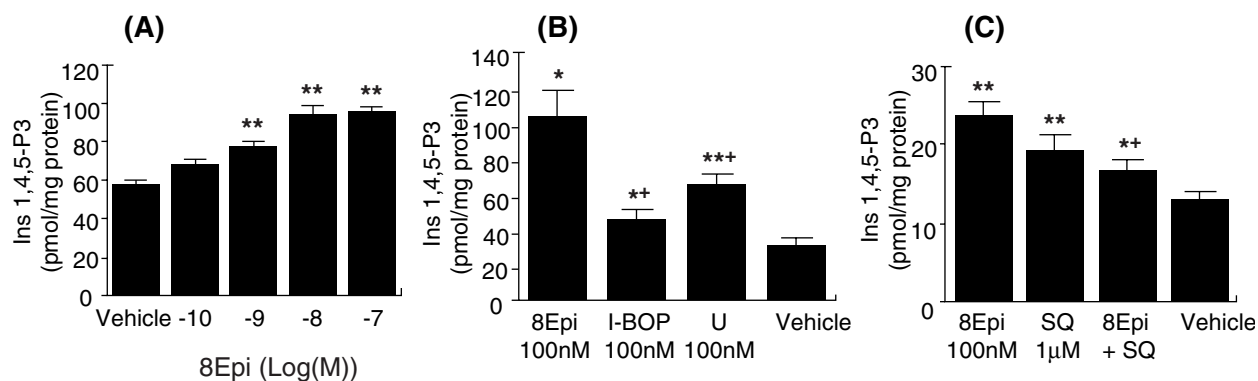 (A)
Ins 1,4,5-P3
(pmol/mg protein)
120
100
80
60
40
20
0
**
**
**
Vehicle -10 -9 -8 -7
8Epi (Log(M))
(B)
Ins 1,4,5-P3
(pmol/mg protein)
140
120
100
80
60
40
20
0
*
*+
**+
8Epi I-BOP U Vehicle
100nM 100nM 100nM
(C)
Ins 1,4,5-P3
(pmol/mg protein)
30
20
10
0
**
**
*+
8Epi SQ 8Epi Vehicle
100nM 1μM + SQ